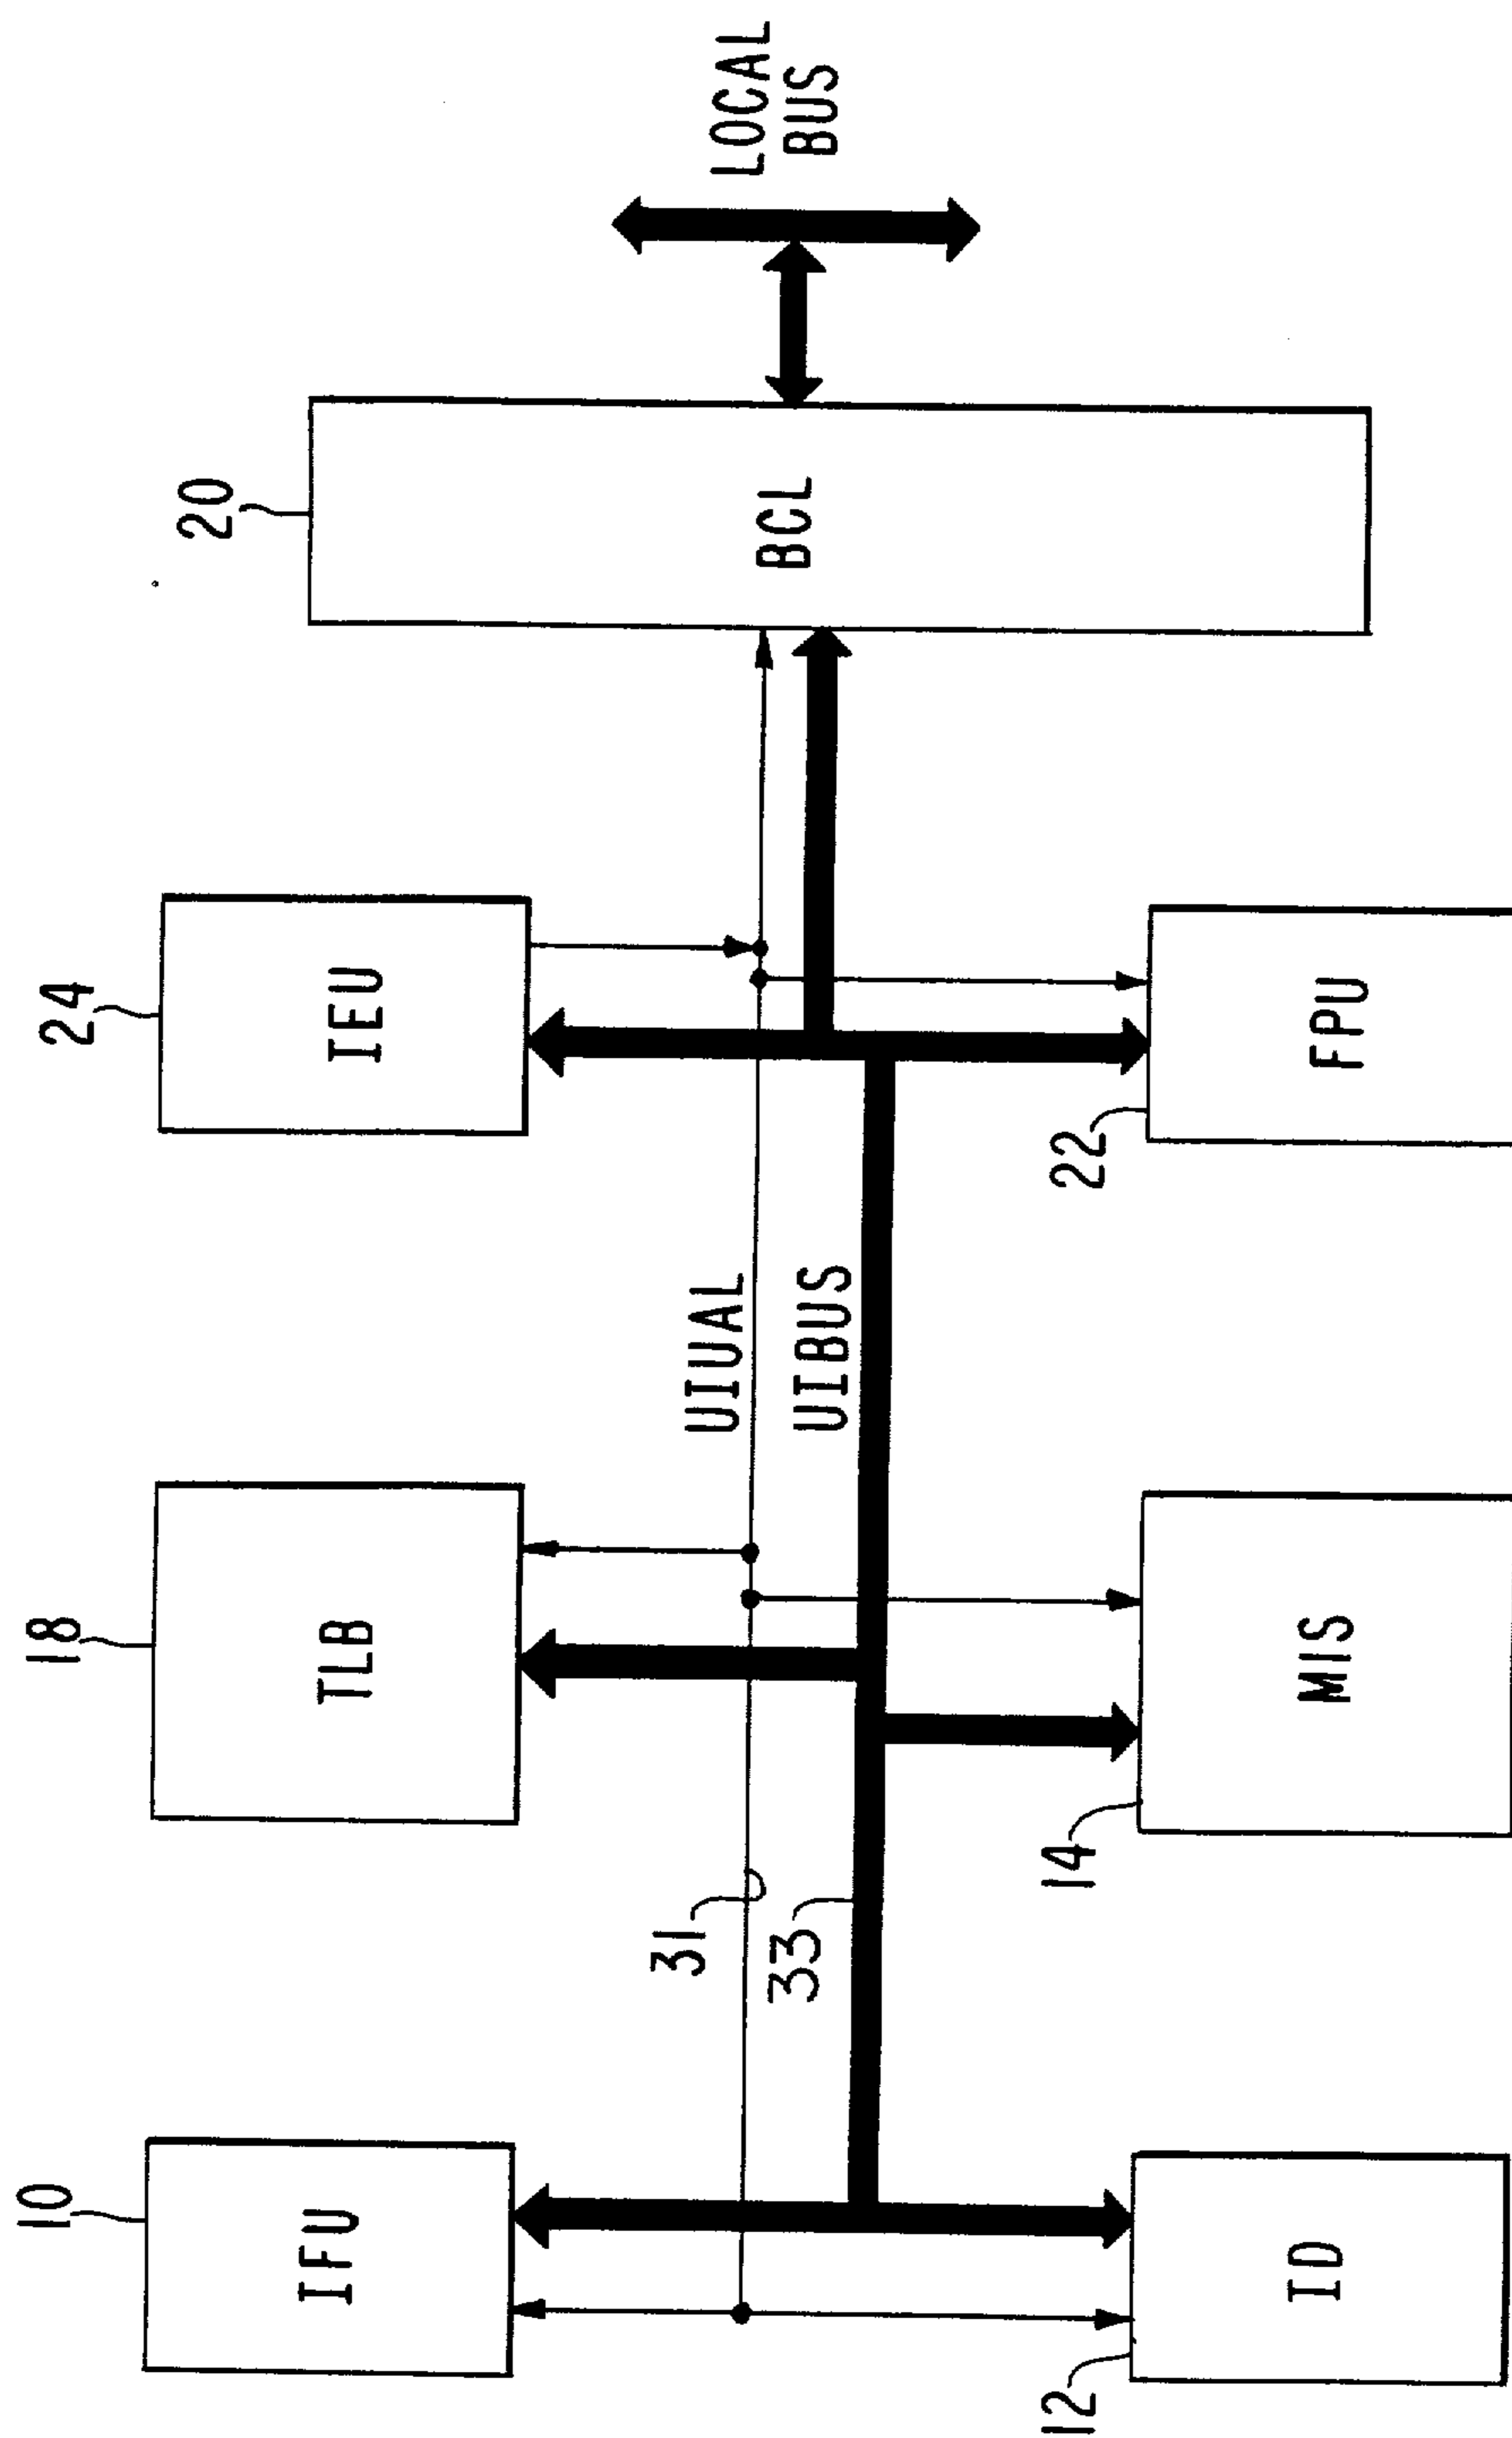 10
18
24
20
IFU
TLB
IEU
LOCAL
BUS
31
UIUAL
BCL
33
UIBUS
12
14
22
ID
MIS
FPU